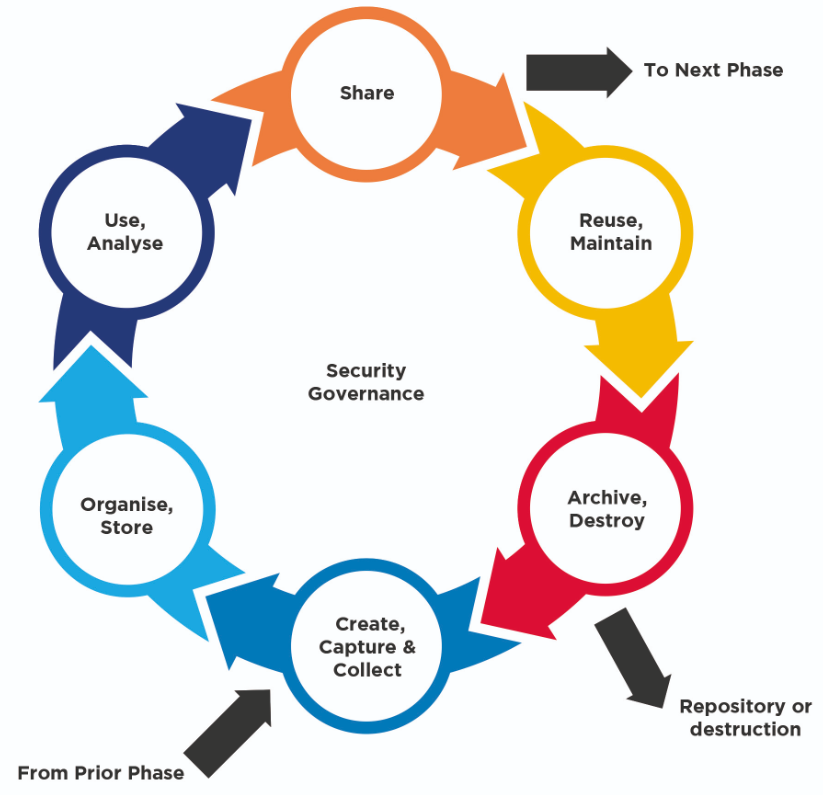 Share
To Next Phase
Use,
Analyse
Reuse,
Maintain
Security
Governance
Organise,
Store
Archive,
Destroy
Create,
Capture &
Collect
Repository or
destruction
From Prior Phase